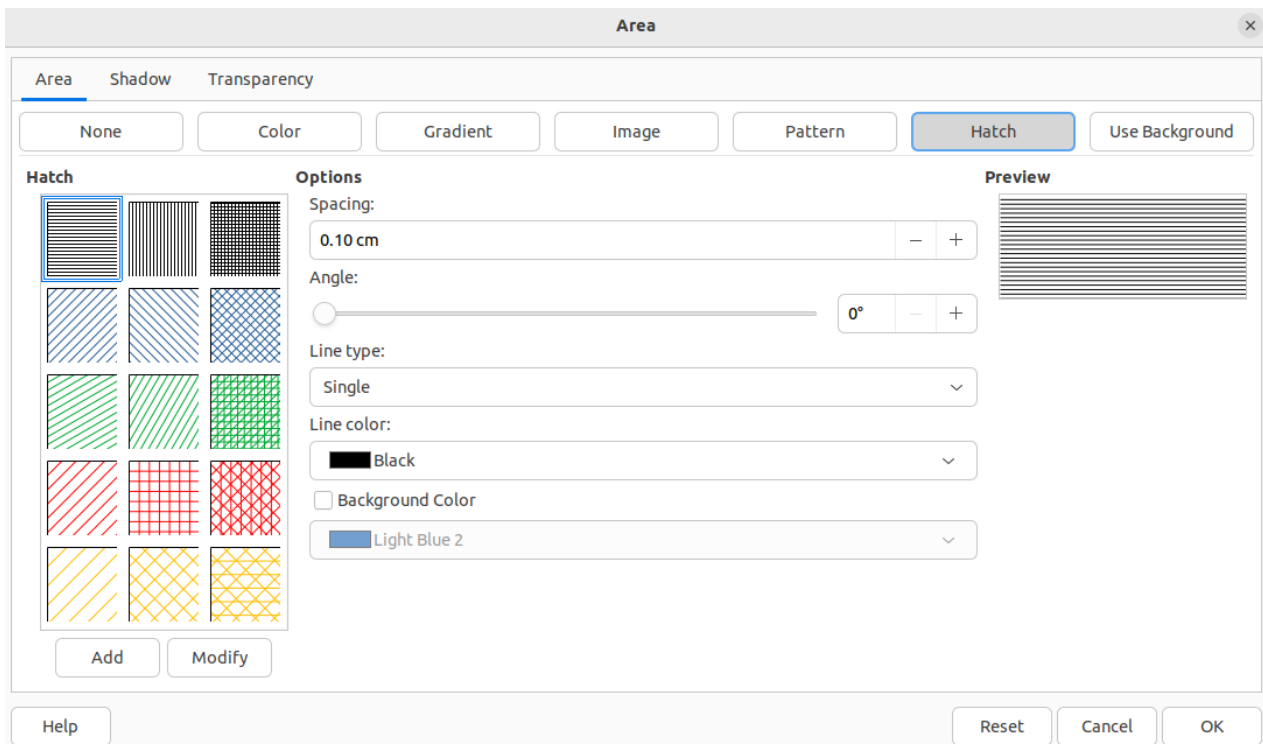 Area
Area Shadow Transparency
None Color Gradient Image Pattern Hatch Use Background
Hatch
Options
Spacing:
0.10 cm
Angle:
0°
Line type:
Single
Line color:
Black
Background Color
Light Blue 2
Preview
Add Modify
Help Reset Cancel OK